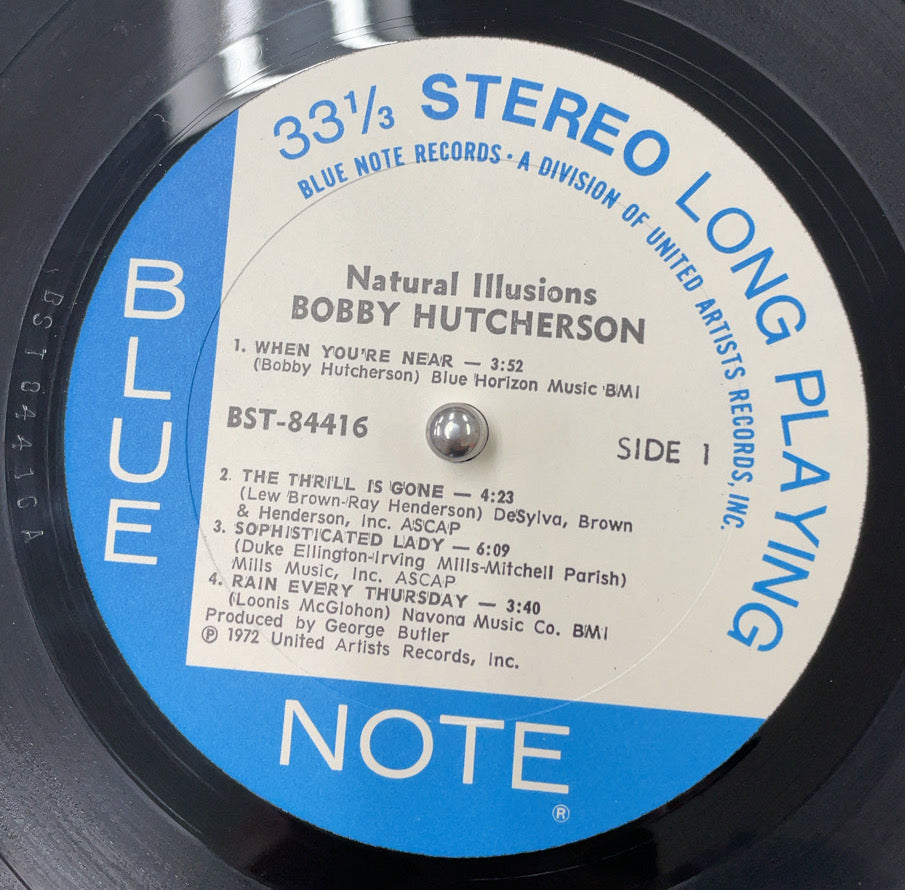 33⅓ STEREO LONG PLAYING
BLUE NOTE RECORDS · A DIVISION OF UNITED ARTISTS RECORDS, INC.
Natural Illusions
BOBBY HUTCHERSON
1. WHEN YOU'RE NEAR — 3:52
(Bobby Hutcherson) Blue Horizon Music BMI
BST-84416
SIDE 1
2. THE THRILL IS GONE — 4:23
(Lew Brown-Ray Henderson) DeSylva, Brown
& Henderson, Inc. ASCAP
3. SOPHISTICATED LADY — 6:09
(Duke Ellington-Irving Mills-Mitchell Parish)
Mills Music, Inc. ASCAP
4. RAIN EVERY THURSDAY — 3:40
(Loonis McGlohon) Navona Music Co. BMI
Produced by George Butler
℗ 1972 United Artists Records, Inc.
BLUE
NOTE
®
BST 84416 A